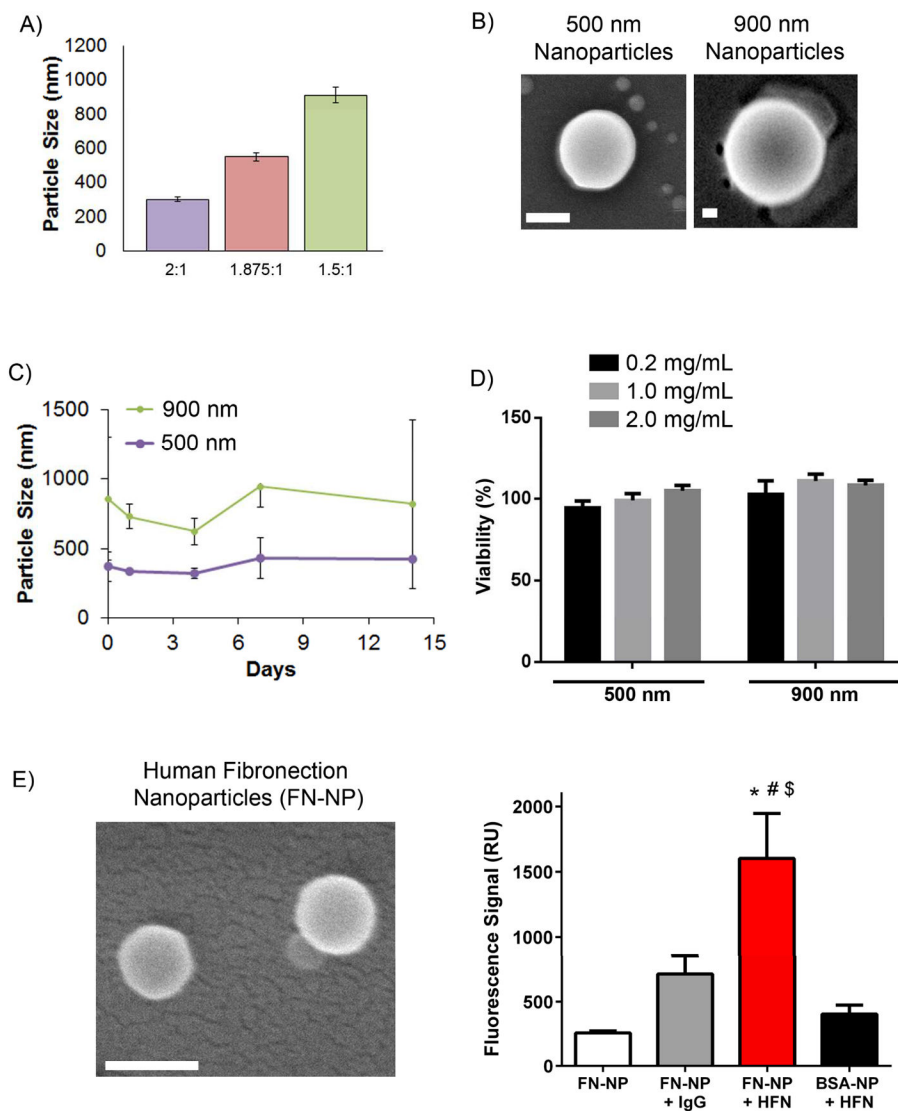 A)
Particle Size (nm)
1200
1000
800
600
400
200
0
2:1 1.875:1 1.5:1
B)
500 nm
Nanoparticles
900 nm
Nanoparticles
C)
Particle Size (nm)
1500
1000
500
0
900 nm
500 nm
0 3 6 9 12 15
Days
D)
0.2 mg/mL
1.0 mg/mL
2.0 mg/mL
Viability (%)
150
100
50
0
500 nm 900 nm
E)
Human Fibronection
Nanoparticles (FN-NP)
Fluorescence Signal (RU)
2000
1500
1000
500
0
* # $
FN-NP
FN-NP
+ IgG
FN-NP
+ HFN
BSA-NP
+ HFN